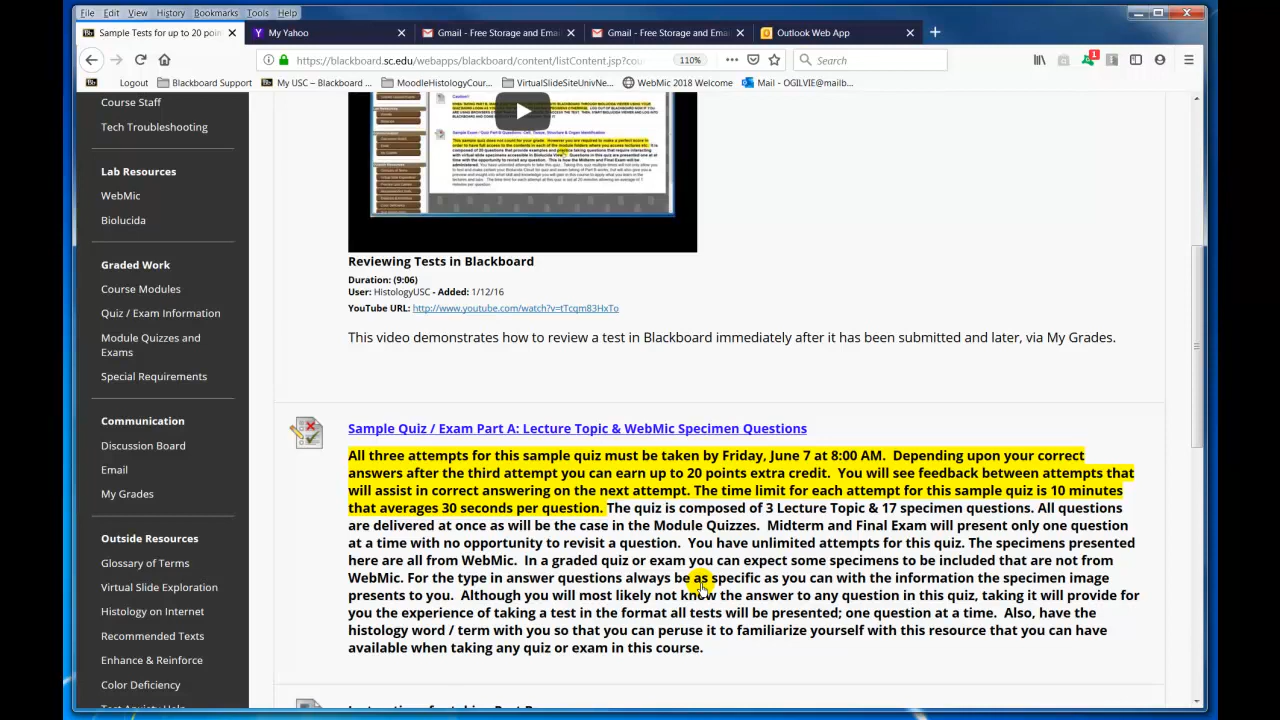 File Edit View History Bookmarks Tools Help
Sample Tests for up to 20 poin
My Yahoo
Gmail - Free Storage and Emai
Gmail - Free Storage and Emai
Outlook Web App
https://blackboard.sc.edu/webapps/blackboard/content/listContent.jsp?cou
110%
Search
1
Logout
Blackboard Support
My USC – Blackboard ...
MoodleHistologyCour...
VirtualSlideSiteUnivNe...
WebMic 2018 Welcome
Mail - OGILVIE@mailb...
Course Staff
Tech Troubleshooting
Lab Resources
WebMic
Biolucida
Graded Work
Course Modules
Quiz / Exam Information
Module Quizzes and
Exams
Special Requirements
Communication
Discussion Board
Email
My Grades
Outside Resources
Glossary of Terms
Virtual Slide Exploration
Histology on Internet
Recommended Texts
Enhance & Reinforce
Color Deficiency
Reviewing Tests in Blackboard
Duration: (9:06)
User: HistologyUSC - Added: 1/12/16
YouTube URL: http://www.youtube.com/watch?v=tTcqm83HxTo
This video demonstrates how to review a test in Blackboard immediately after it has been submitted and later, via My Grades.
Sample Quiz / Exam Part A: Lecture Topic & WebMic Specimen Questions
All three attempts for this sample quiz must be taken by Friday, June 7 at 8:00 AM. Depending upon your correct
answers after the third attempt you can earn up to 20 points extra credit. You will see feedback between attempts that
will assist in correct answering on the next attempt. The time limit for each attempt for this sample quiz is 10 minutes
that averages 30 seconds per question. The quiz is composed of 3 Lecture Topic & 17 specimen questions. All questions
are delivered at once as will be the case in the Module Quizzes. Midterm and Final Exam will present only one question
at a time with no opportunity to revisit a question. You have unlimited attempts for this quiz. The specimens presented
here are all from WebMic. In a graded quiz or exam you can expect some specimens to be included that are not from
WebMic. For the type in answer questions always be as specific as you can with the information the specimen image
presents to you. Although you will most likely not know the answer to any question in this quiz, taking it will provide for
you the experience of taking a test in the format all tests will be presented; one question at a time. Also, have the
histology word / term with you so that you can peruse it to familiarize yourself with this resource that you can have
available when taking any quiz or exam in this course.